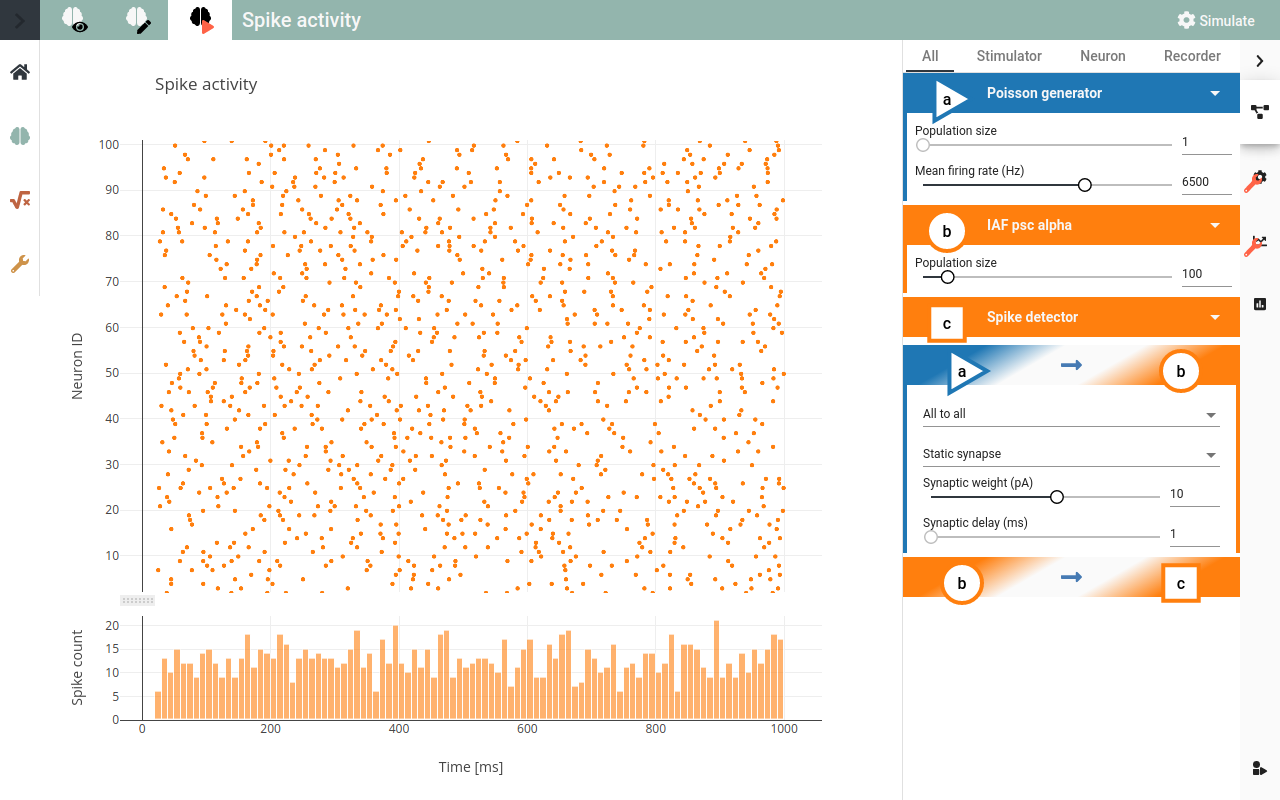 Spike activity
Simulate
All Stimulator Neuron Recorder
Spike activity
100
90
80
70
60
50
40
30
20
10
Neuron ID
20
15
10
5
0
Spike count
0 200 400 600 800 1000
Time [ms]
a Poisson generator
Population size
1
Mean firing rate (Hz)
6500
b IAF psc alpha
Population size
100
c Spike detector
a b
All to all
Static synapse
Synaptic weight (pA)
10
Synaptic delay (ms)
1
b c